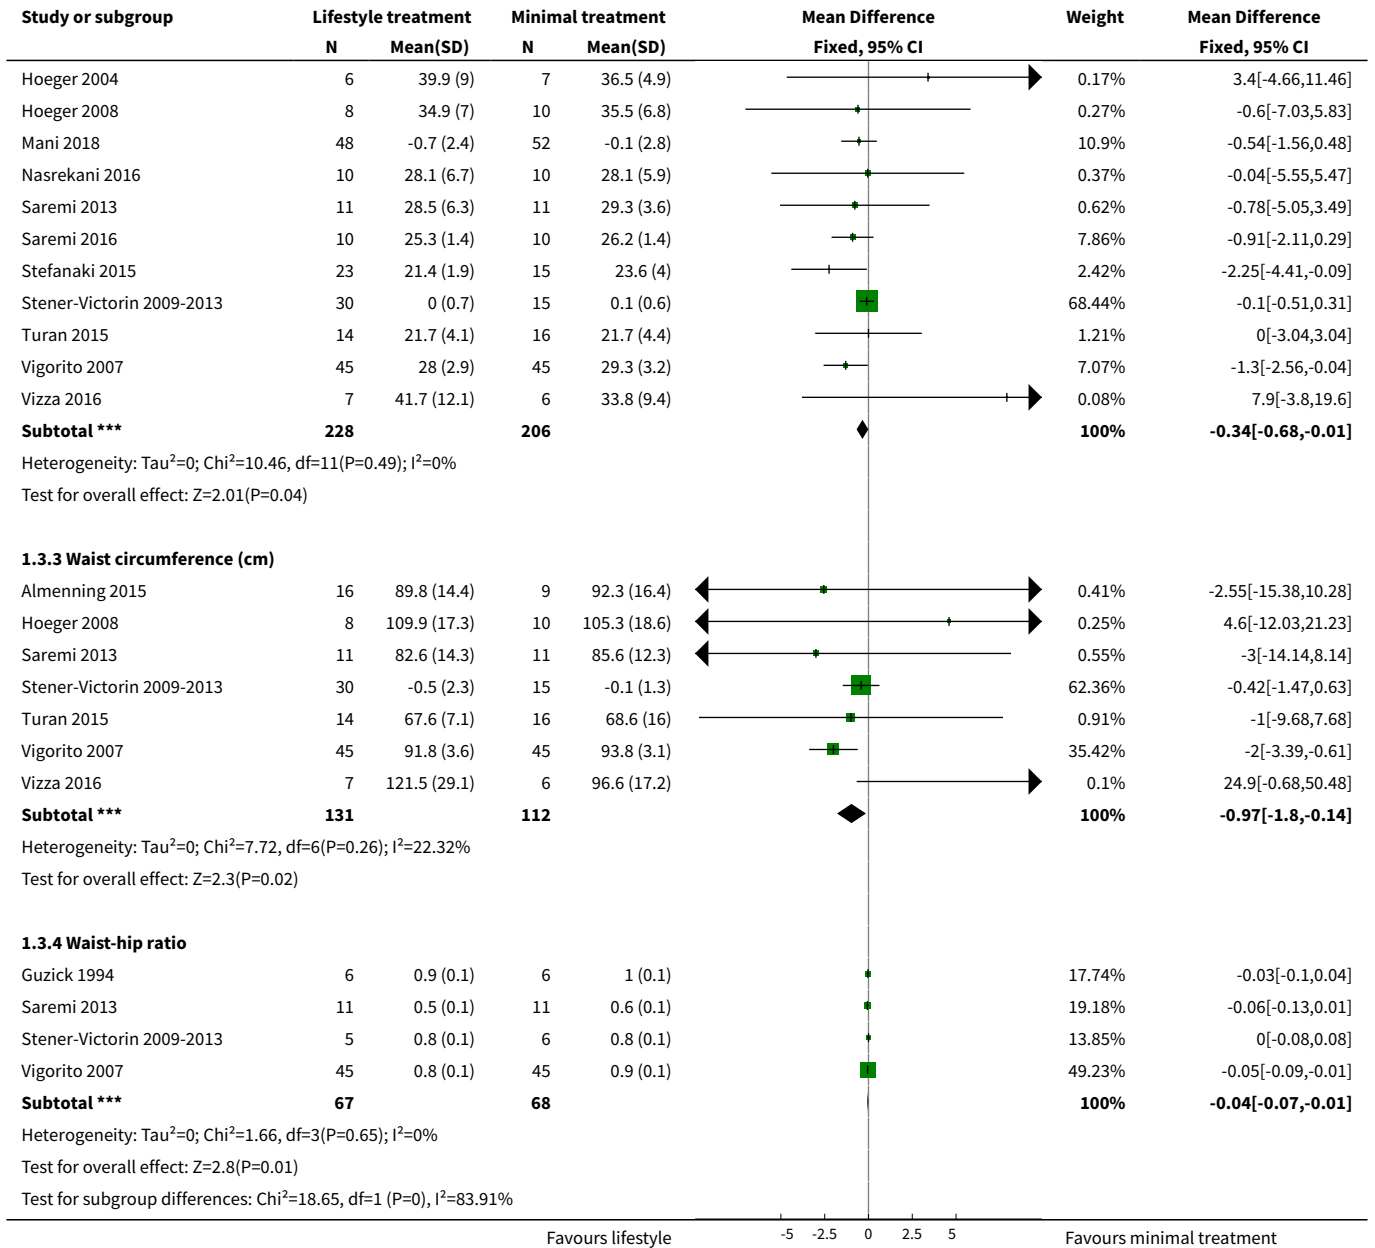 Study or subgroup Lifestyle treatment Minimal treatment Mean Difference Weight Mean Difference
N Mean(SD) N Mean(SD) Fixed, 95% CI Fixed, 95% CI
Hoeger 2004 6 39.9 (9) 7 36.5 (4.9) 0.17% 3.4[-4.66,11.46]
Hoeger 2008 8 34.9 (7) 10 35.5 (6.8) 0.27% -0.6[-7.03,5.83]
Mani 2018 48 -0.7 (2.4) 52 -0.1 (2.8) 10.9% -0.54[-1.56,0.48]
Nasrekani 2016 10 28.1 (6.7) 10 28.1 (5.9) 0.37% -0.04[-5.55,5.47]
Saremi 2013 11 28.5 (6.3) 11 29.3 (3.6) 0.62% -0.78[-5.05,3.49]
Saremi 2016 10 25.3 (1.4) 10 26.2 (1.4) 7.86% -0.91[-2.11,0.29]
Stefanaki 2015 23 21.4 (1.9) 15 23.6 (4) 2.42% -2.25[-4.41,-0.09]
Stener-Victorin 2009-2013 30 0 (0.7) 15 0.1 (0.6) 68.44% -0.1[-0.51,0.31]
Turan 2015 14 21.7 (4.1) 16 21.7 (4.4) 1.21% 0[-3.04,3.04]
Vigorito 2007 45 28 (2.9) 45 29.3 (3.2) 7.07% -1.3[-2.56,-0.04]
Vizza 2016 7 41.7 (12.1) 6 33.8 (9.4) 0.08% 7.9[-3.8,19.6]
Subtotal *** 228 206 100% -0.34[-0.68,-0.01]
Heterogeneity: Tau²=0; Chi²=10.46, df=11(P=0.49); I²=0%
Test for overall effect: Z=2.01(P=0.04)
1.3.3 Waist circumference (cm)
Almenning 2015 16 89.8 (14.4) 9 92.3 (16.4) 0.41% -2.55[-15.38,10.28]
Hoeger 2008 8 109.9 (17.3) 10 105.3 (18.6) 0.25% 4.6[-12.03,21.23]
Saremi 2013 11 82.6 (14.3) 11 85.6 (12.3) 0.55% -3[-14.14,8.14]
Stener-Victorin 2009-2013 30 -0.5 (2.3) 15 -0.1 (1.3) 62.36% -0.42[-1.47,0.63]
Turan 2015 14 67.6 (7.1) 16 68.6 (16) 0.91% -1[-9.68,7.68]
Vigorito 2007 45 91.8 (3.6) 45 93.8 (3.1) 35.42% -2[-3.39,-0.61]
Vizza 2016 7 121.5 (29.1) 6 96.6 (17.2) 0.1% 24.9[-0.68,50.48]
Subtotal *** 131 112 100% -0.97[-1.8,-0.14]
Heterogeneity: Tau²=0; Chi²=7.72, df=6(P=0.26); I²=22.32%
Test for overall effect: Z=2.3(P=0.02)
1.3.4 Waist-hip ratio
Guzick 1994 6 0.9 (0.1) 6 1 (0.1) 17.74% -0.03[-0.1,0.04]
Saremi 2013 11 0.5 (0.1) 11 0.6 (0.1) 19.18% -0.06[-0.13,0.01]
Stener-Victorin 2009-2013 5 0.8 (0.1) 6 0.8 (0.1) 13.85% 0[-0.08,0.08]
Vigorito 2007 45 0.8 (0.1) 45 0.9 (0.1) 49.23% -0.05[-0.09,-0.01]
Subtotal *** 67 68 100% -0.04[-0.07,-0.01]
Heterogeneity: Tau²=0; Chi²=1.66, df=3(P=0.65); I²=0%
Test for overall effect: Z=2.8(P=0.01)
Test for subgroup differences: Chi²=18.65, df=1 (P=0), I²=83.91%
Favours lifestyle -5 -2.5 0 2.5 5 Favours minimal treatment